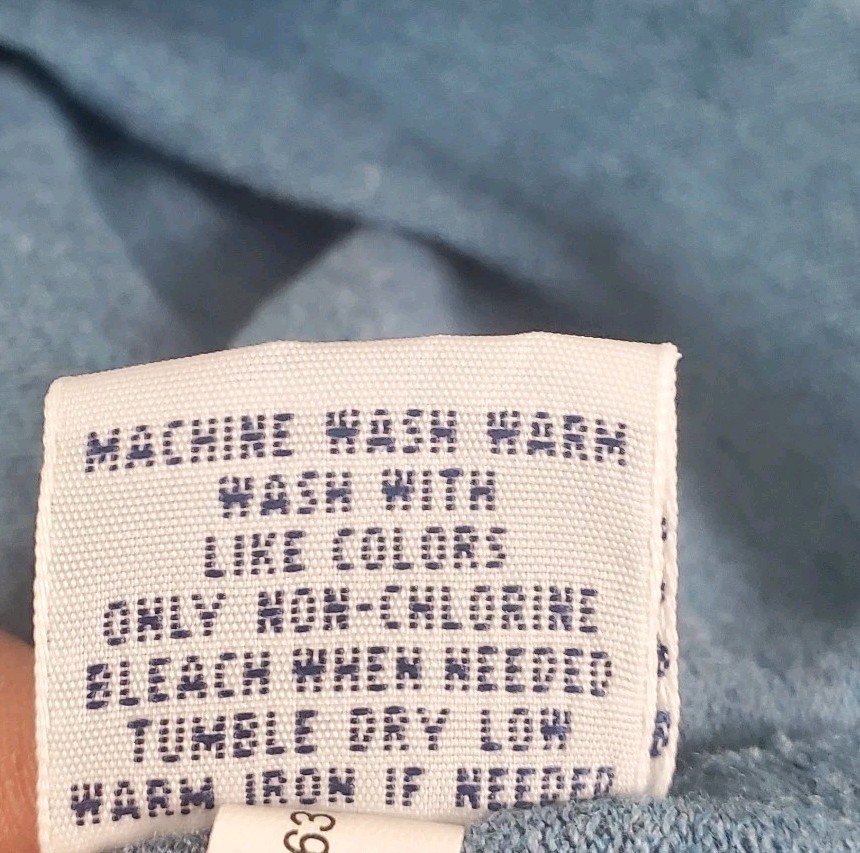 MACHINE WASH WARM
WASH WITH
LIKE COLORS
ONLY NON-CHLORINE
BLEACH WHEN NEEDED
TUMBLE DRY LOW
WARM IRON IF NEEDED
63